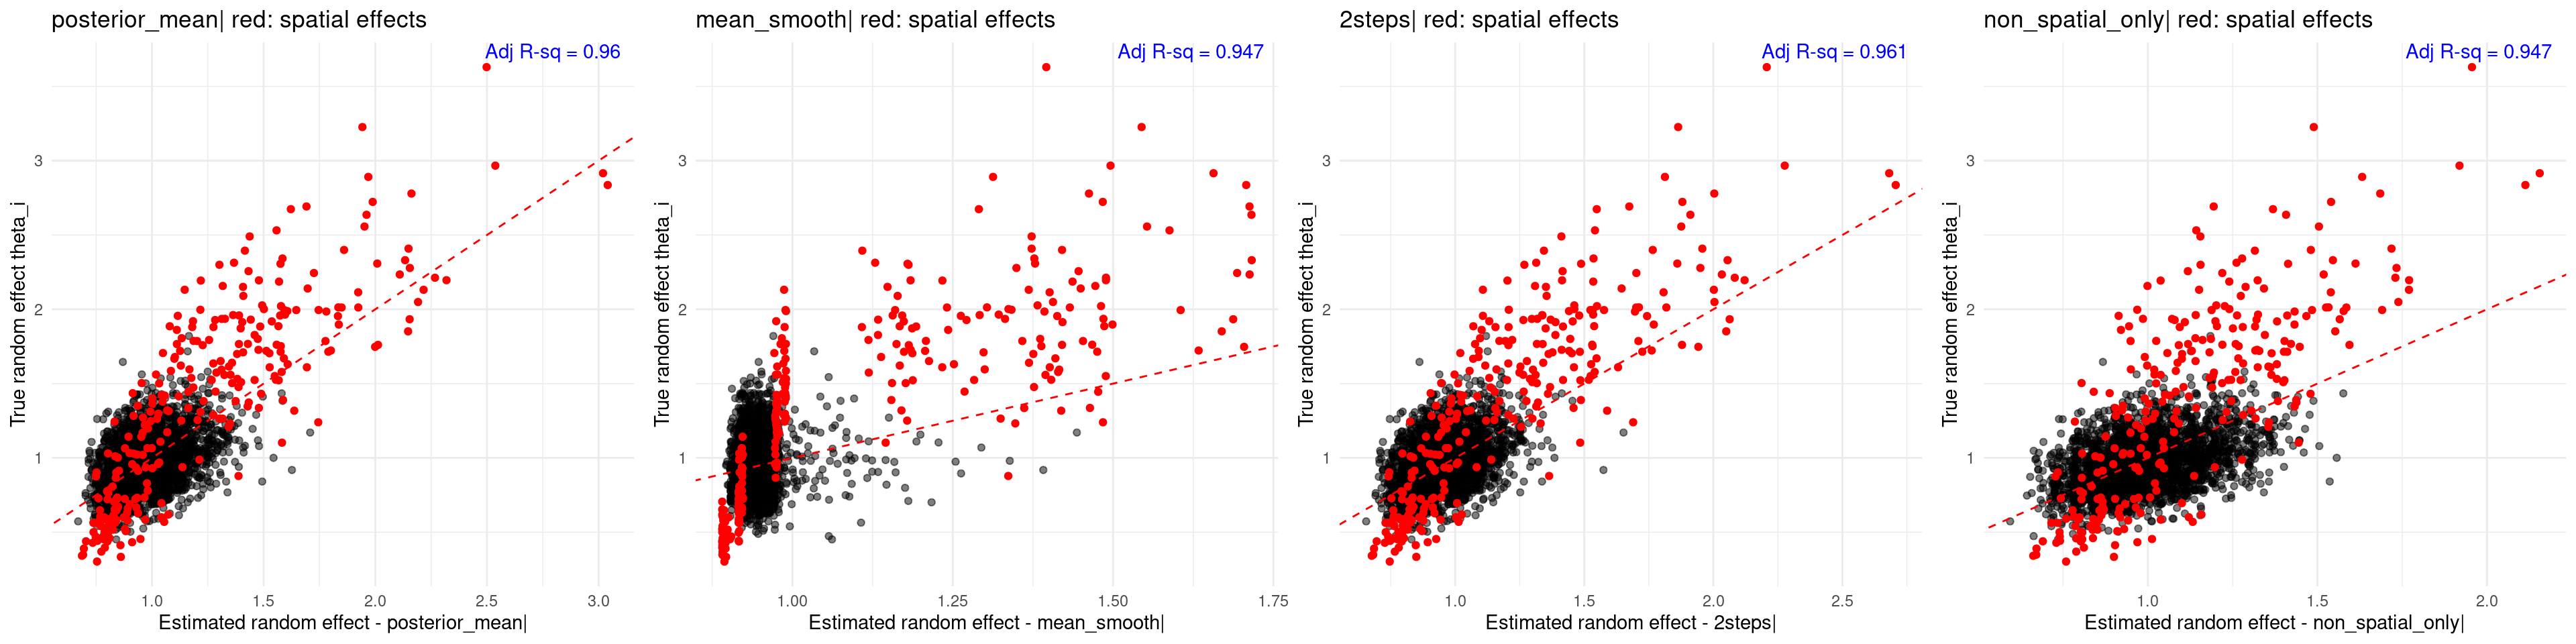 posterior_mean| red: spatial effects
Adj R-sq = 0.96
True random effect theta_i
3
2
1
1.0 1.5 2.0 2.5 3.0
Estimated random effect - posterior_mean|
mean_smooth| red: spatial effects
Adj R-sq = 0.947
True random effect theta_i
3
2
1
1.00 1.25 1.50 1.75
Estimated random effect - mean_smooth|
2steps| red: spatial effects
Adj R-sq = 0.961
True random effect theta_i
3
2
1
1.0 1.5 2.0 2.5
Estimated random effect - 2steps|
non_spatial_only| red: spatial effects
Adj R-sq = 0.947
True random effect theta_i
3
2
1
1.0 1.5 2.0
Estimated random effect - non_spatial_only|